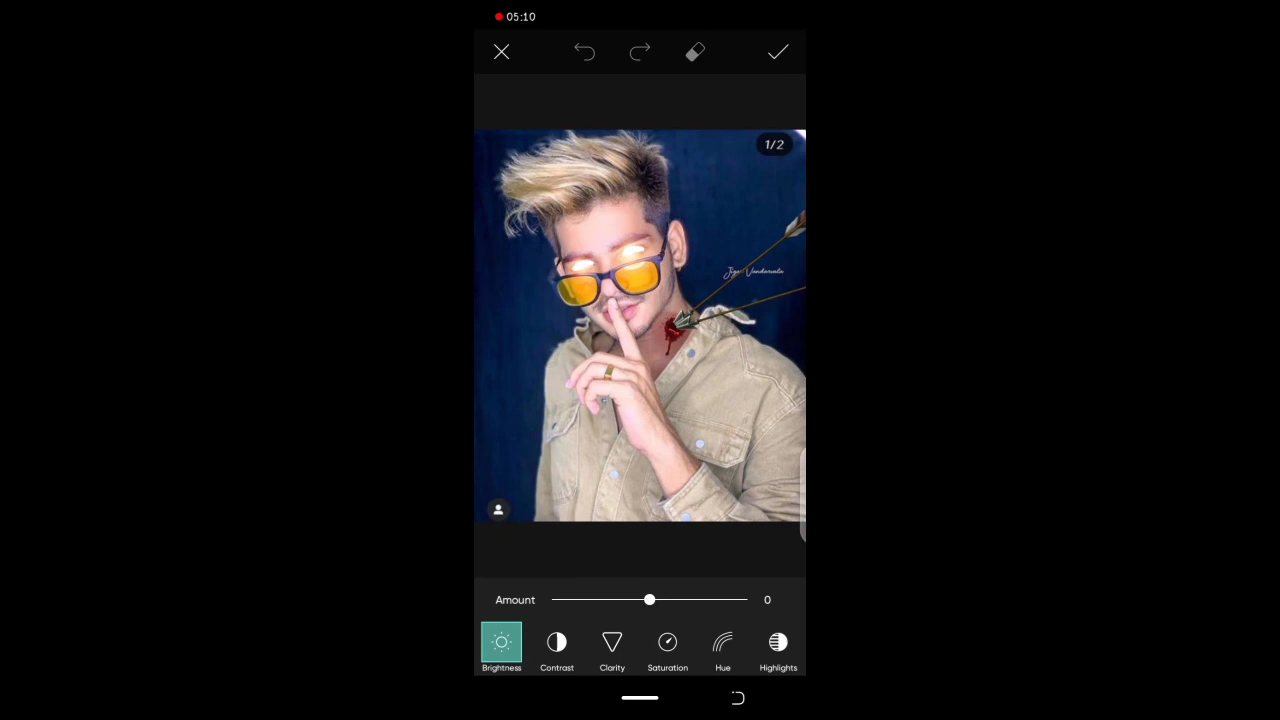 05:10
1/2
Amount
0
Brightness
Contrast
Clarity
Saturation
Hue
Highlights